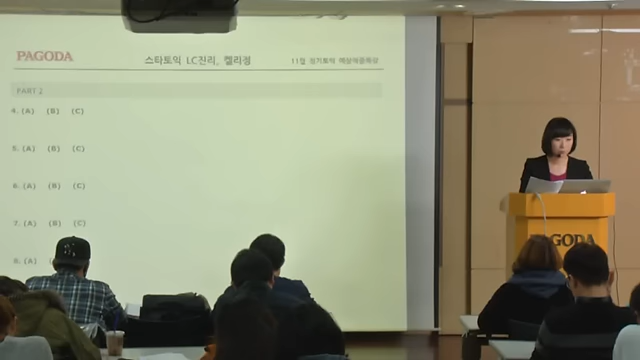 PAGODA
스타토익 LC진리, 켈리정
11월 정기토익 예상적중특강
PART 2
4. (A) (B) (C)
5. (A) (B) (C)
6. (A) (B) (C)
7. (A) (B) (C)
8. (A)
PAGODA